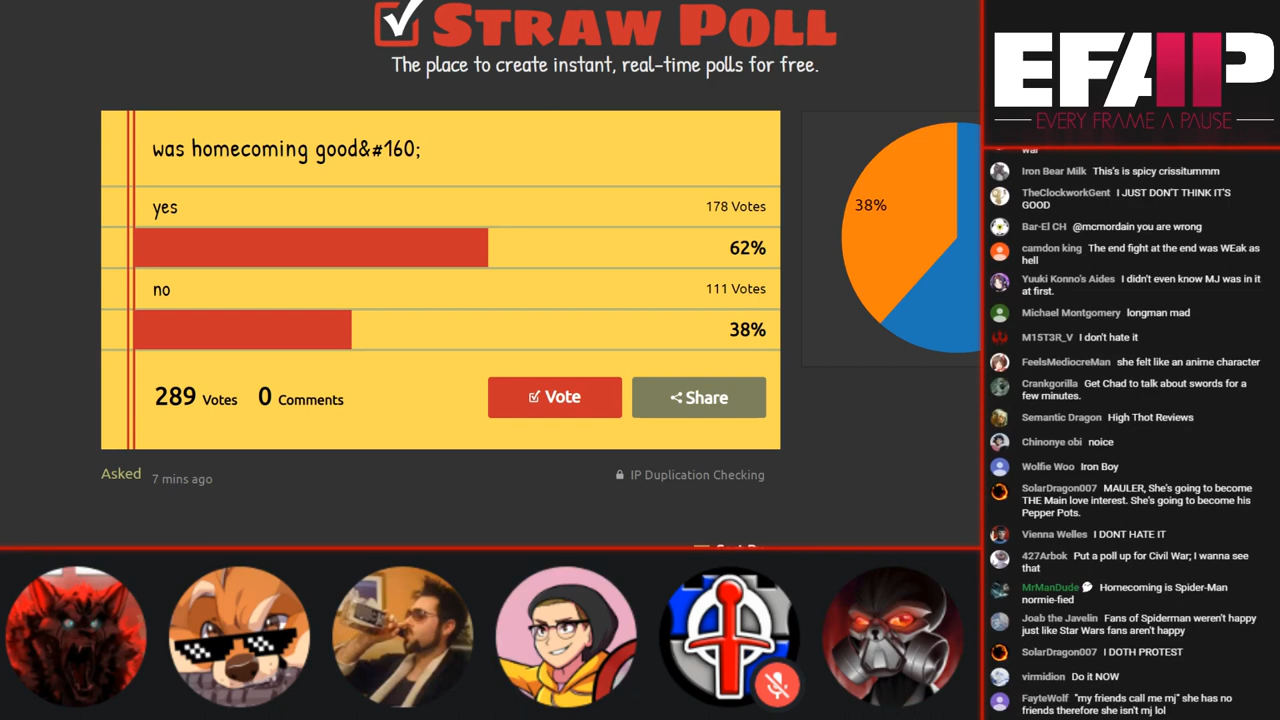 STRAW POLL
The place to create instant, real-time polls for free.
was homecoming good&#160;
yes
178 Votes
62%
no
111 Votes
38%
289 Votes
0 Comments
Vote
Share
Asked
7 mins ago
IP Duplication Checking
38%
EFAP
EVERY FRAME A PAUSE
war
Iron Bear Milk This's is spicy crissitummm
TheClockworkGent I JUST DON'T THINK IT'S
GOOD
Bar-El CH @mcmordain you are wrong
camdon king The end fight at the end was WEak as
hell
Yuuki Konno's Aides I didn't even know MJ was in it
at first.
Michael Montgomery longman mad
M15T3R_V I don't hate it
FeelsMediocreMan she felt like an anime character
Crankgorilla Get Chad to talk about swords for a
few minutes.
Semantic Dragon High Thot Reviews
Chinonye obi noice
Wolfie Woo Iron Boy
SolarDragon007 MAULER, She's going to become
THE Main love interest. She's going to become his
Pepper Pots.
Vienna Welles I DONT HATE IT
427Arbok Put a poll up for Civil War; I wanna see
that
MrManDude Homecoming is Spider-Man
normie-fied
Joab the Javelin Fans of Spiderman weren't happy
just like Star Wars fans aren't happy
SolarDragon007 I DOTH PROTEST
virmidion Do it NOW
FayteWolf "my friends call me mj" she has no
friends therefore she isn't mj lol